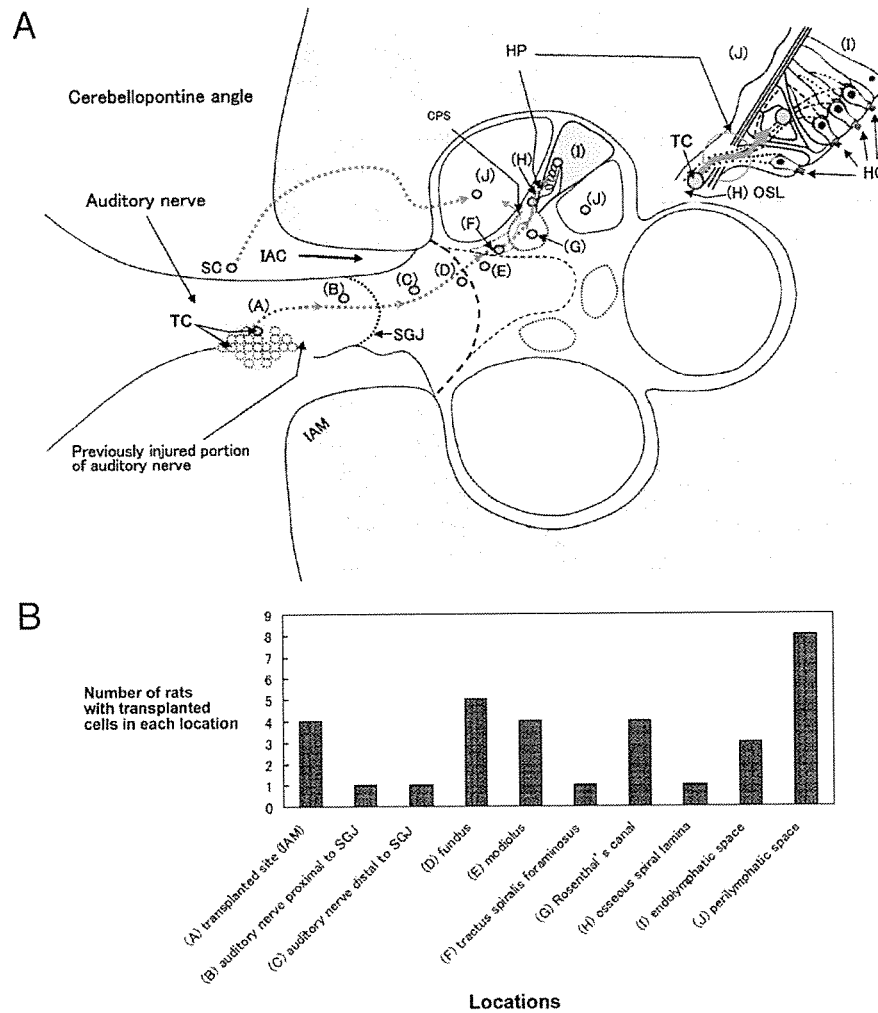 A
Cerebellopontine angle
Auditory nerve
SC
IAC
TC
(A)
(B)
(C)
(D)
(E)
(F)
(G)
(H)
(I)
(J)
(J)
CPS
HP
SGJ
IAM
Previously injured portion
of auditory nerve
(J)
(I)
TC
(H) OSL
HC
B
Number of rats
with transplanted
cells in each location
9
8
7
6
5
4
3
2
1
0
(A) transplanted site (IAM)
(B) auditory nerve proximal to SGJ
(C) auditory nerve distal to SGJ
(D) fundus
(E) modiolus
(F) tractus spiralis foraminosus
(G) Rosenthal's canal
(H) osseous spiral lamina
(I) endolymphatic space
(J) perilymphatic space
Locations